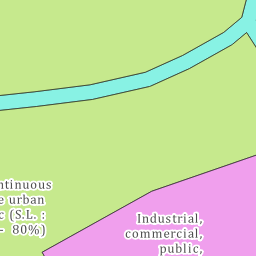 ntinuous
e urban
c (S.L. :
- 80%)
Industrial,
commercial,
public,